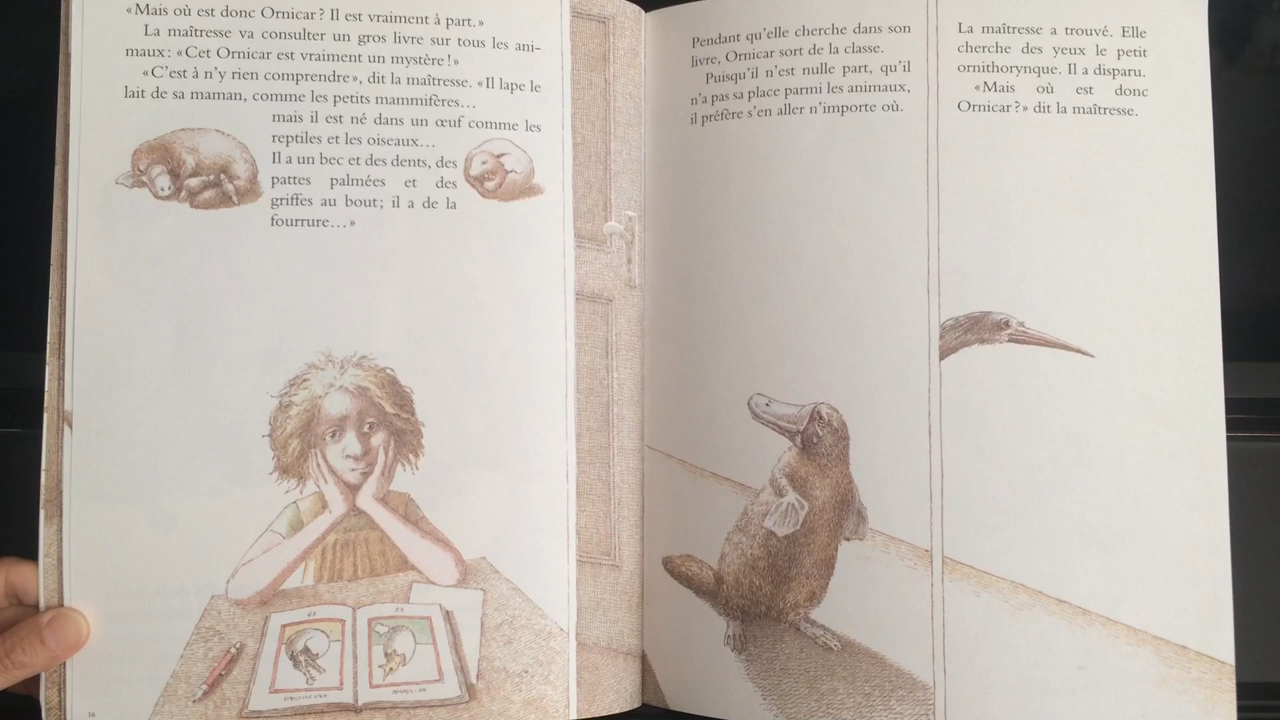 «Mais où est donc Ornicar? Il est vraiment à part.»
La maîtresse va consulter un gros livre sur tous les ani-
maux: «Cet Ornicar est vraiment un mystère!»
«C'est à n'y rien comprendre», dit la maîtresse. «Il lape le
lait de sa maman, comme les petits mammifères…
mais il est né dans un œuf comme les
reptiles et les oiseaux…
Il a un bec et des dents, des
pattes palmées et des
griffes au bout; il a de la
fourrure…»
16
Pendant qu'elle cherche dans son
livre, Ornicar sort de la classe.
Puisqu'il n'est nulle part, qu'il
n'a pas sa place parmi les animaux,
il préfère s'en aller n'importe où.
La maîtresse a trouvé. Elle
cherche des yeux le petit
ornithorynque. Il a disparu.
«Mais où est donc
Ornicar?» dit la maîtresse.